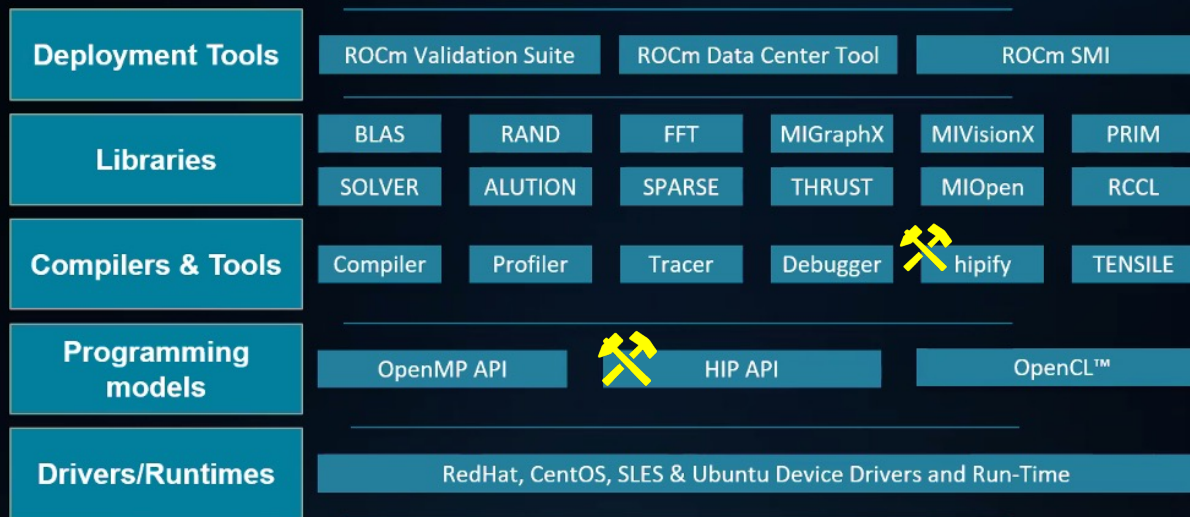 Deployment Tools
ROCm Validation Suite
ROCm Data Center Tool
ROCm SMI
Libraries
BLAS
RAND
FFT
MIGraphX
MIVisionX
PRIM
SOLVER
ALUTION
SPARSE
THRUST
MIOpen
RCCL
Compilers & Tools
Compiler
Profiler
Tracer
Debugger
hipify
TENSILE
Programming
models
OpenMP API
HIP API
OpenCL™
Drivers/Runtimes
RedHat, CentOS, SLES & Ubuntu Device Drivers and Run-Time